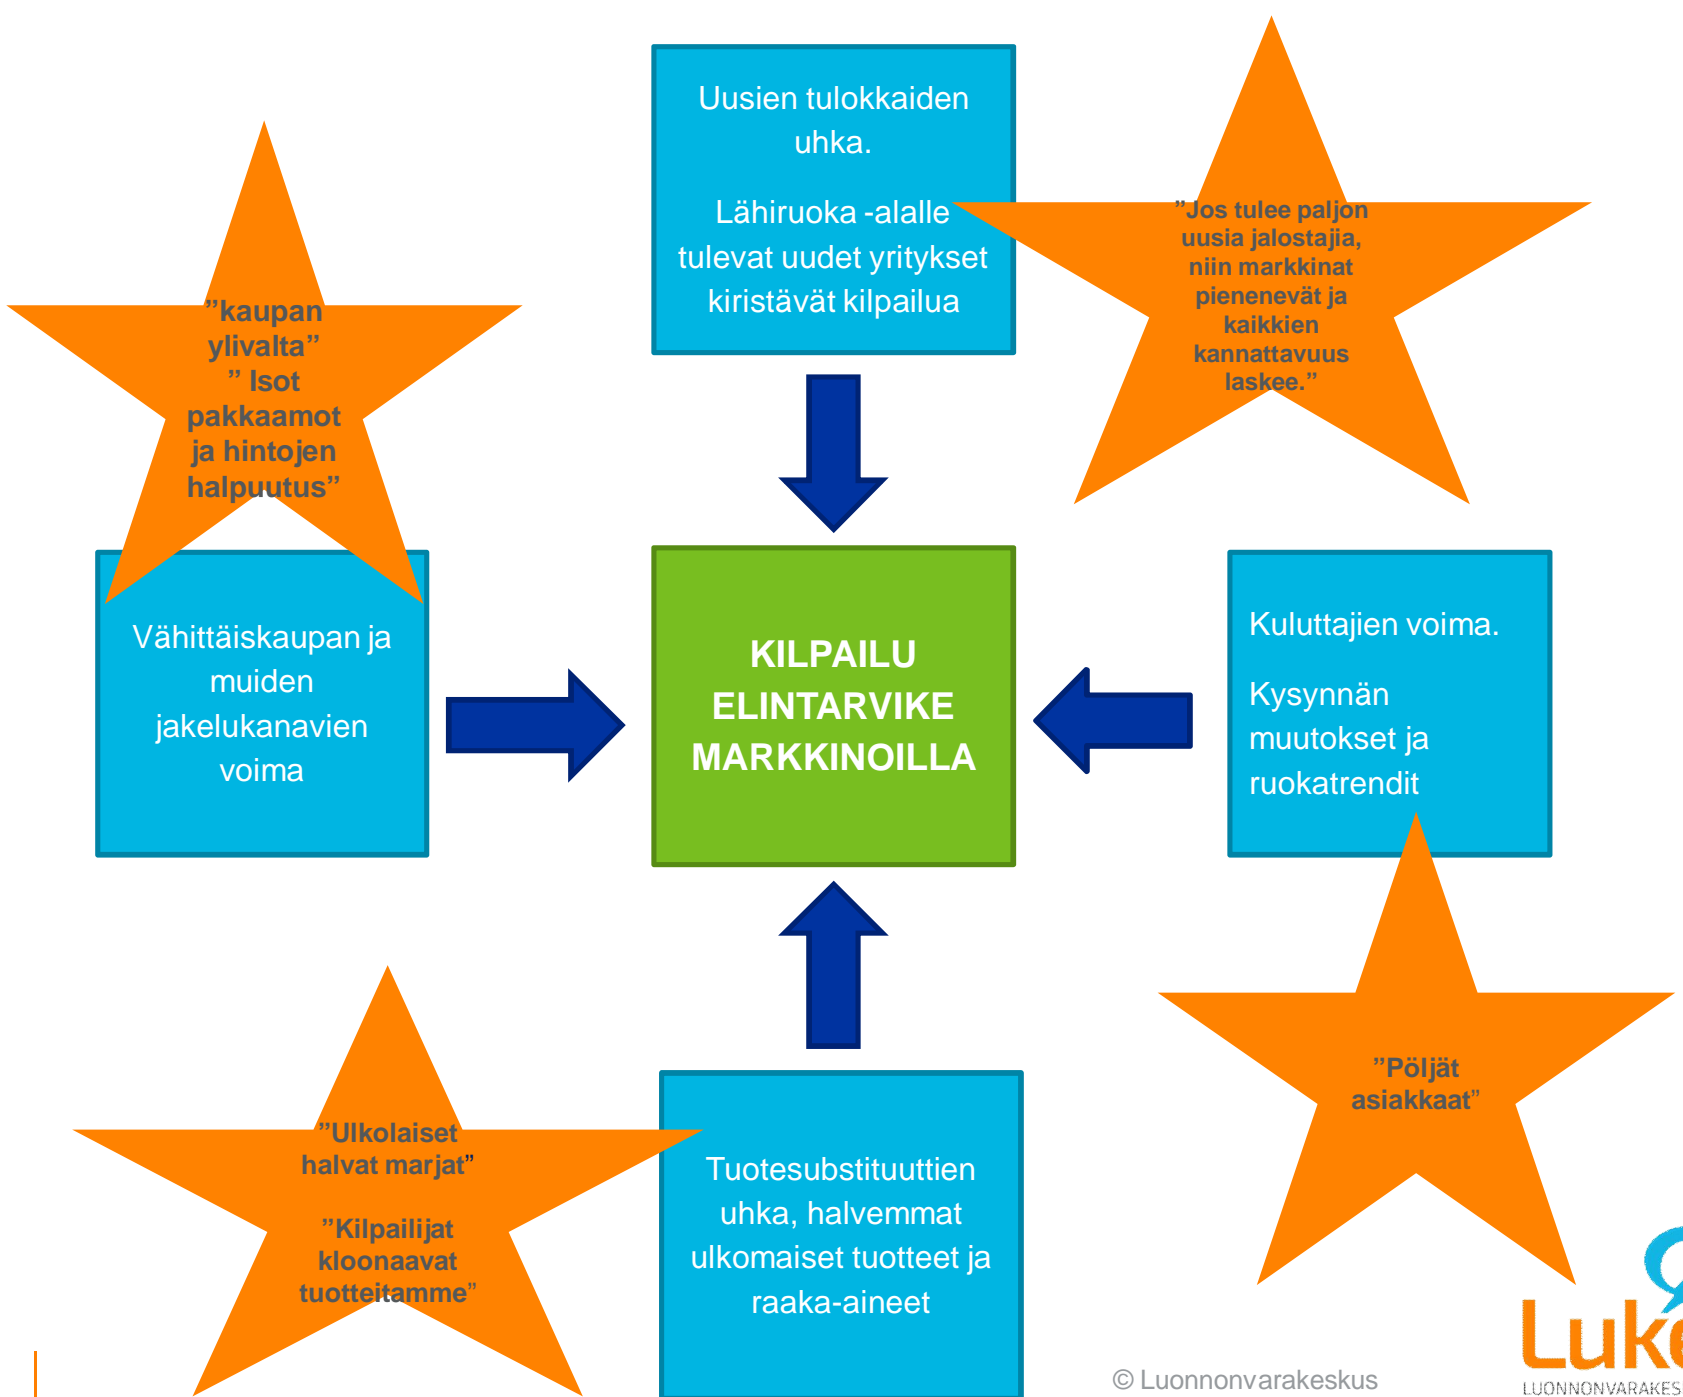 Uusien tulokkaiden
uhka.
Lähiruoka -alalle
tulevat uudet yritykset
kiristävät kilpailua
”Jos tulee paljon
uusia jalostajia,
niin markkinat
pienenevät ja
kaikkien
kannattavuus
laskee.”
”kaupan
ylivalta”
” Isot
pakkaamot
ja hintojen
halpuutus”
Vähittäiskaupan ja
muiden
jakelukanavien
voima
KILPAILU
ELINTARVIKE
MARKKINOILLA
Kuluttajien voima.
Kysynnän
muutokset ja
ruokatrendit
”Pöljät
asiakkaat”
”Ulkolaiset
halvat marjat”
”Kilpailijat
kloonaavat
tuotteitamme”
Tuotesubstituuttien
uhka, halvemmat
ulkomaiset tuotteet ja
raaka-aineet
© Luonnonvarakeskus
Luke
LUONNONVARAKES